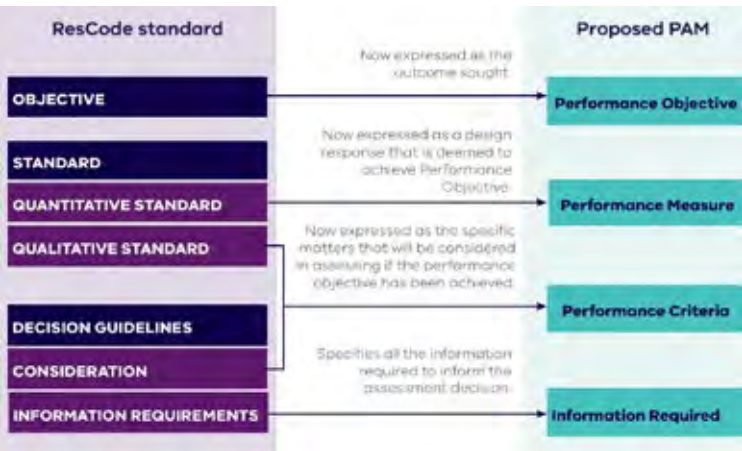 ResCode standard
Proposed PAM
Now expressed as the
outcome sought.
OBJECTIVE
Performance Objective
Now expressed as a design
response that is deemed to
achieve Performance
Objective.
STANDARD
QUANTITATIVE STANDARD
Performance Measure
QUALITATIVE STANDARD
Now expressed as the specific
matters that will be considered
in assessing if the performance
objective has been achieved.
Performance Criteria
DECISION GUIDELINES
CONSIDERATION
Specifies all the information
required to inform the
assessment decision.
INFORMATION REQUIREMENTS
Information Required